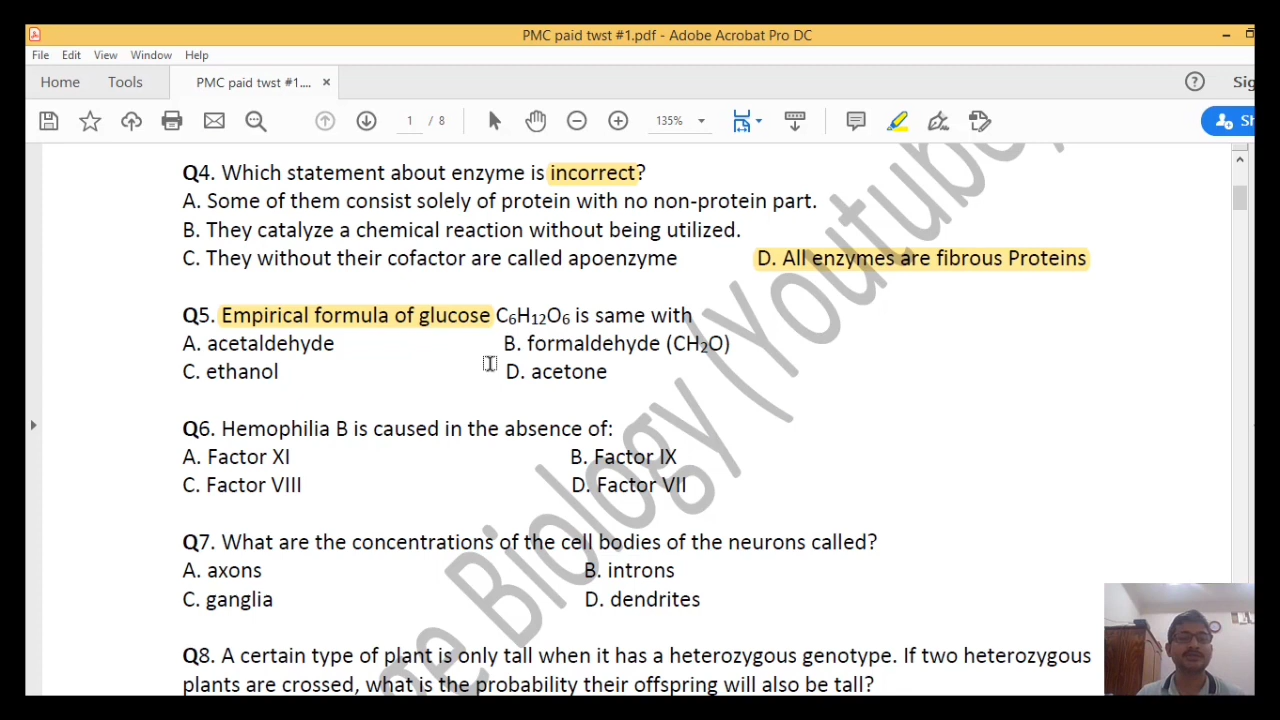 PMC paid twst #1.pdf - Adobe Acrobat Pro DC
File Edit View Window Help
Home Tools PMC paid twst #1.... × Sig
1 / 8 135% Sh
Q4. Which statement about enzyme is incorrect?
A. Some of them consist solely of protein with no non-protein part.
B. They catalyze a chemical reaction without being utilized.
C. They without their cofactor are called apoenzyme D. All enzymes are fibrous Proteins
Q5. Empirical formula of glucose C₆H₁₂O₆ is same with
A. acetaldehyde B. formaldehyde (CH₂O)
C. ethanol D. acetone
Q6. Hemophilia B is caused in the absence of:
A. Factor XI B. Factor IX
C. Factor VIII D. Factor VII
Q7. What are the concentrations of the cell bodies of the neurons called?
A. axons B. introns
C. ganglia D. dendrites
Q8. A certain type of plant is only tall when it has a heterozygous genotype. If two heterozygous
plants are crossed, what is the probability their offspring will also be tall?
Biology (Youtube)